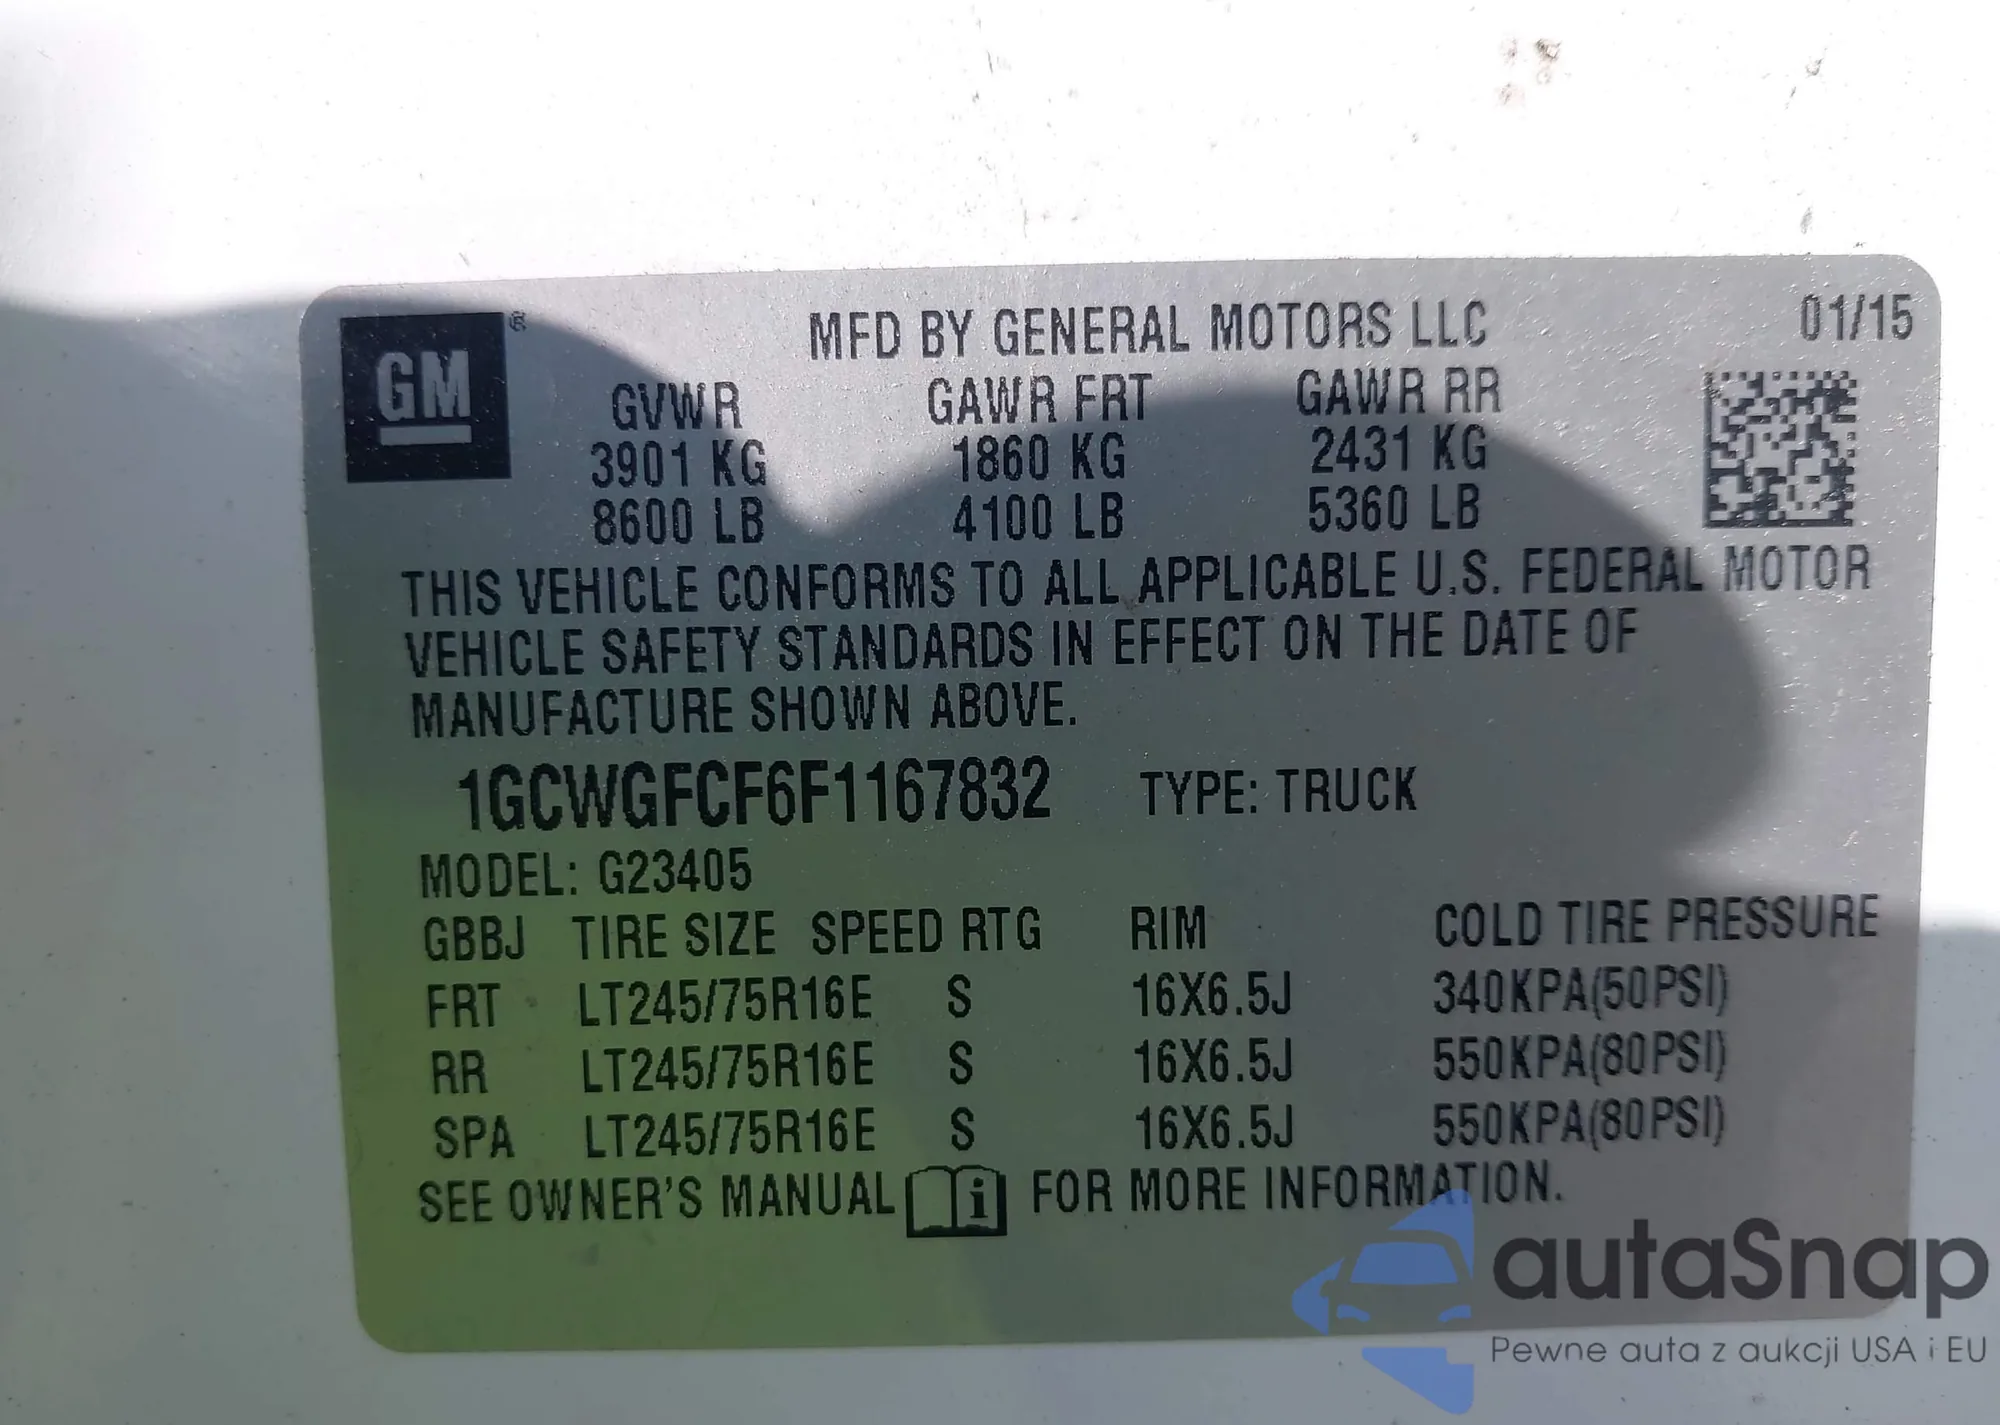 GM®
MFD BY GENERAL MOTORS LLC 01/15
GVWR GAWR FRT GAWR RR
3901 KG 1860 KG 2431 KG
8600 LB 4100 LB 5360 LB
THIS VEHICLE CONFORMS TO ALL APPLICABLE U.S. FEDERAL MOTOR
VEHICLE SAFETY STANDARDS IN EFFECT ON THE DATE OF
MANUFACTURE SHOWN ABOVE.
1GCWGFCF6F1167832 TYPE: TRUCK
MODEL: G23405
GBBJ TIRE SIZE SPEED RTG RIM COLD TIRE PRESSURE
FRT LT245/75R16E S 16X6.5J 340KPA(50PSI)
RR LT245/75R16E S 16X6.5J 550KPA(80PSI)
SPA LT245/75R16E S 16X6.5J 550KPA(80PSI)
SEE OWNER'S MANUAL i FOR MORE INFORMATION.
autaSnap
Pewne auta z aukcji USA i EU